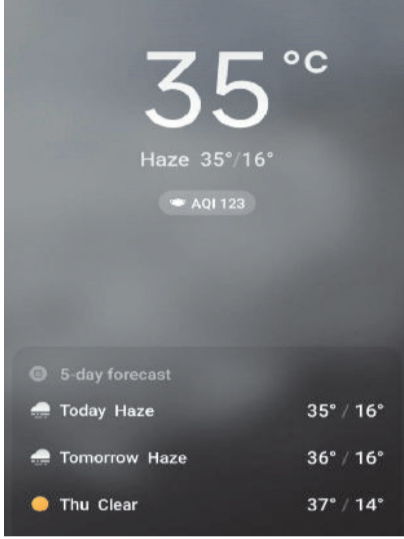 35 °C
Haze 35°/16°
AQI 123
5-day forecast
Today Haze 35° / 16°
Tomorrow Haze 36° / 16°
Thu Clear 37° / 14°